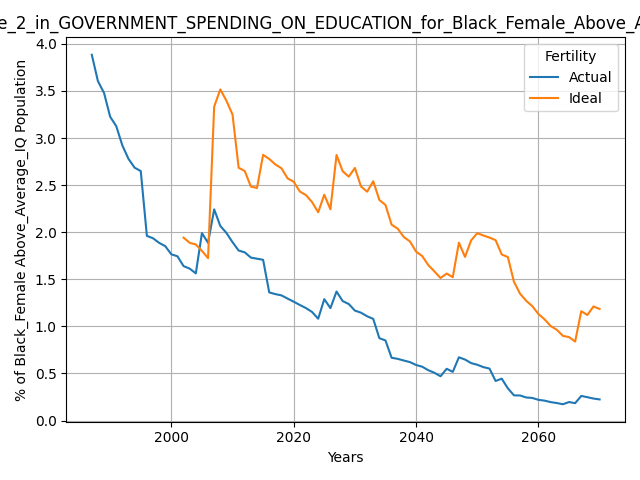 e_2_in_GOVERNMENT_SPENDING_ON_EDUCATION_for_Black_Female_Above_A
% of Black_Female Above_Average_IQ Population
4.0
3.5
3.0
2.5
2.0
1.5
1.0
0.5
0.0
2000
2020
2040
2060
Years
Fertility
Actual
Ideal